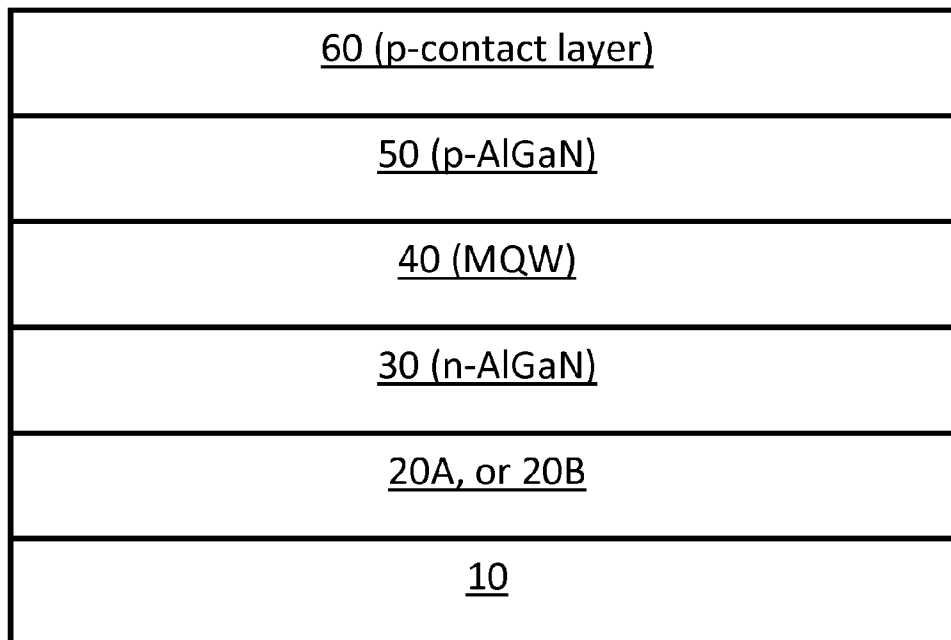 60 (p-contact layer)
50 (p-AlGaN)
40 (MQW)
30 (n-AlGaN)
20A, or 20B
10